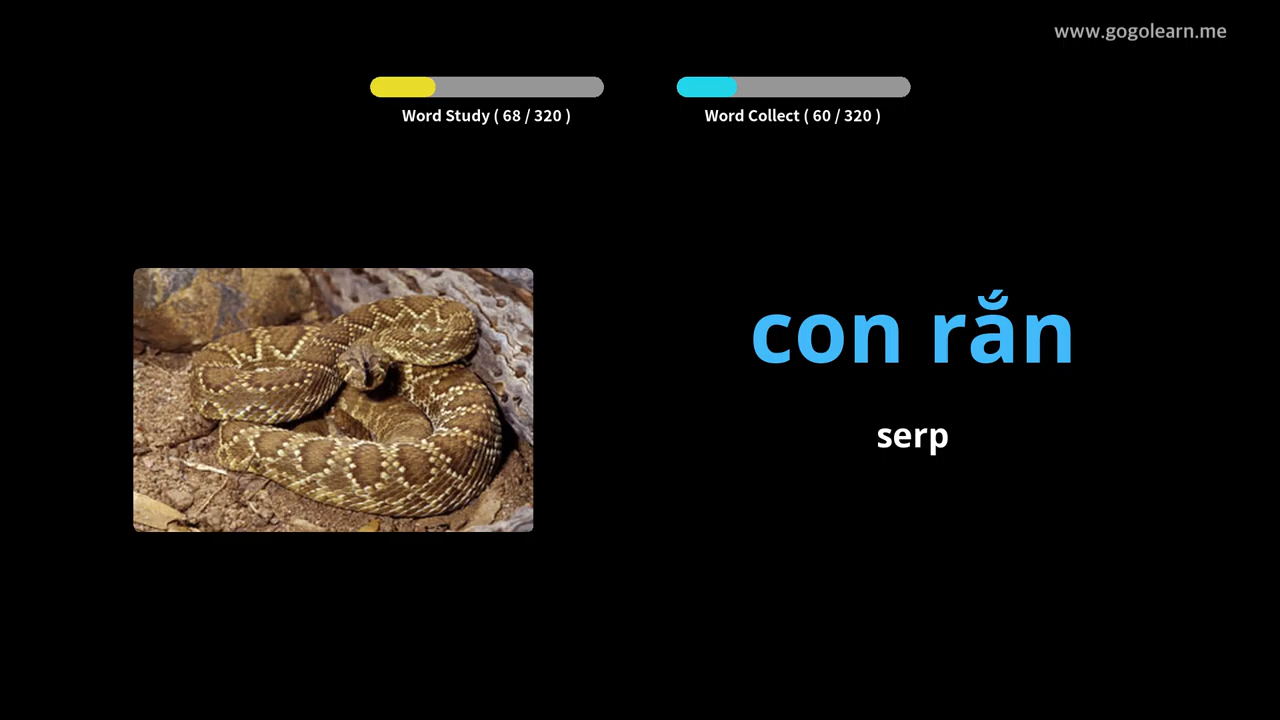 www.gogolearn.me
Word Study ( 68 / 320 )
Word Collect ( 60 / 320 )
con rắn
serp